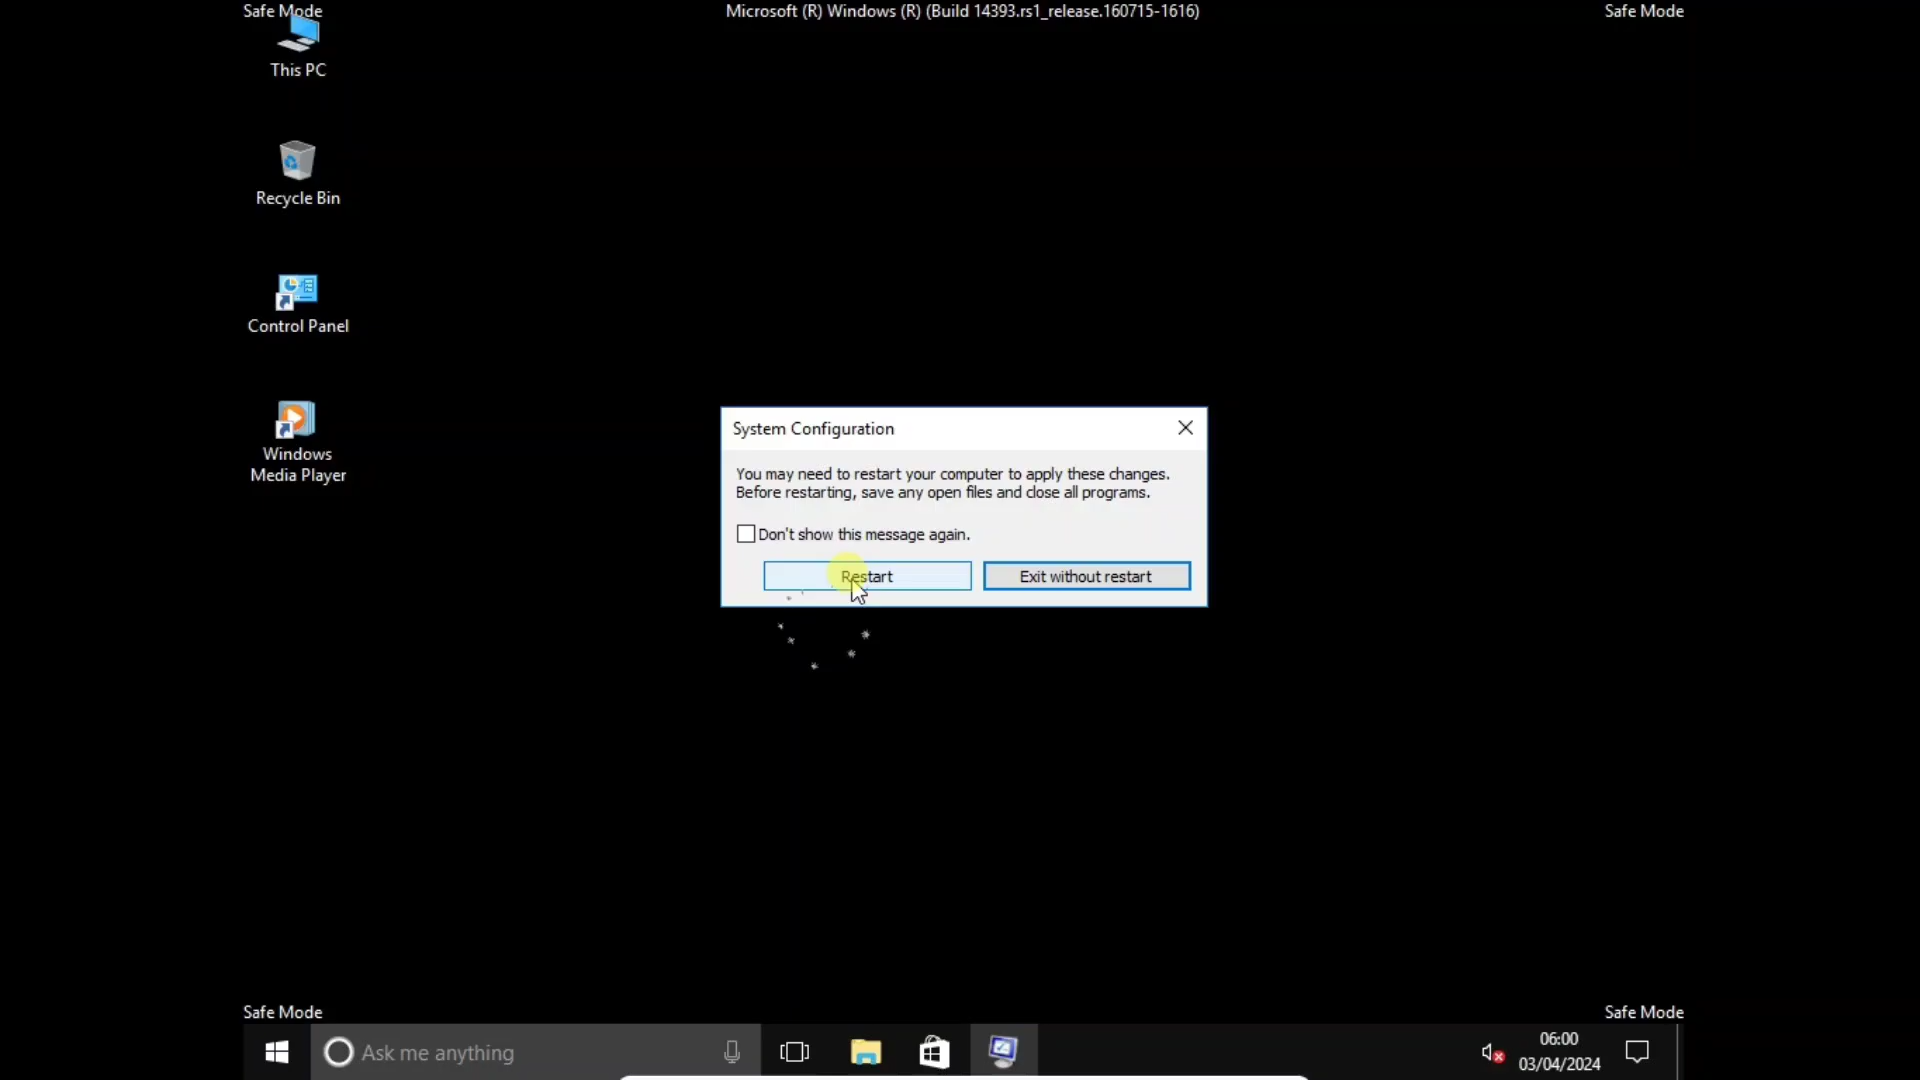 Safe Mode
Microsoft (R) Windows (R) (Build 14393.rs1_release.160715-1616)
Safe Mode
This PC
Recycle Bin
Control Panel
Windows
Media Player
System Configuration
You may need to restart your computer to apply these changes.
Before restarting, save any open files and close all programs.
Don't show this message again.
Restart
Exit without restart
Safe Mode
Safe Mode
Ask me anything
06:00
03/04/2024